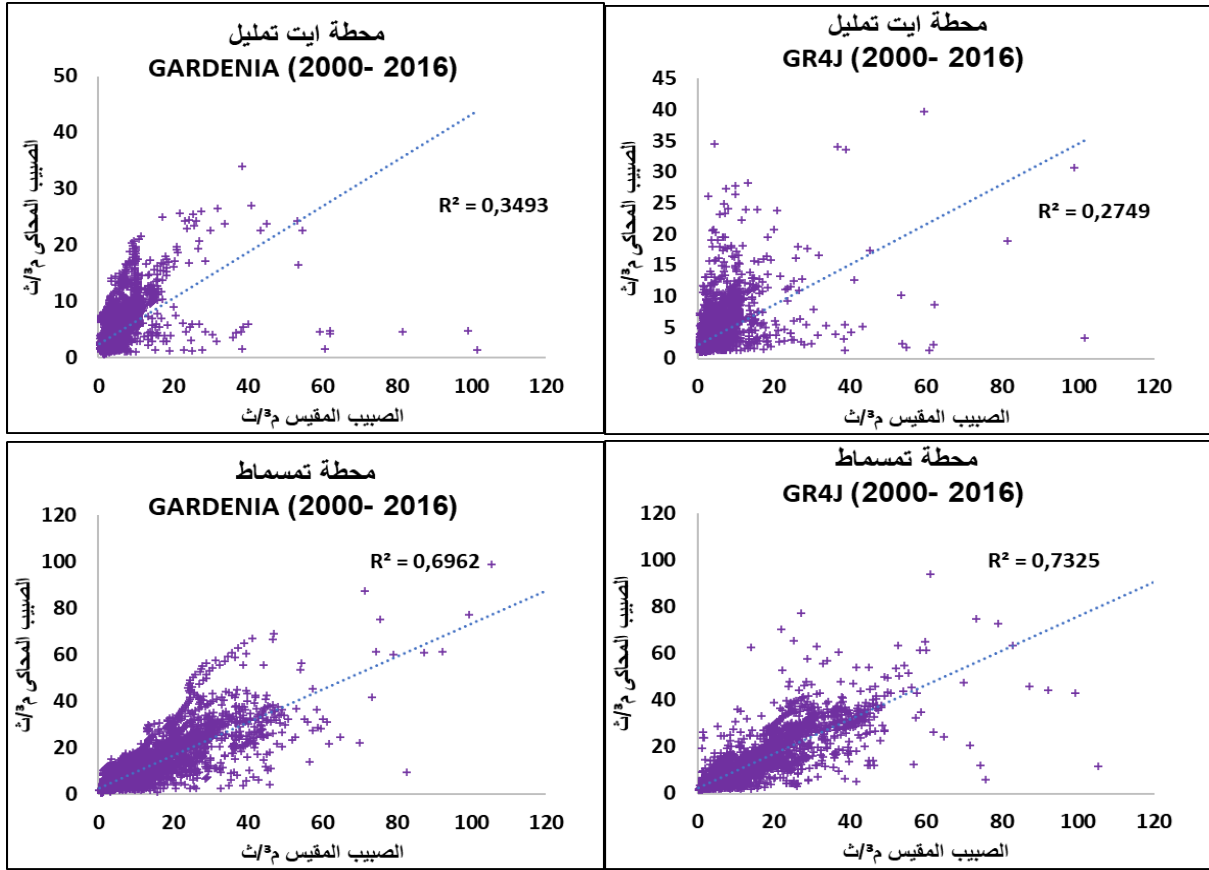 محطة ايت تمليل
GARDENIA (2000- 2016)
50
40
30
20
10
0
0 20 40 60 80 100 120
الصبيب المحاكى م³/ث
الصبيب المقيس م³/ث
R² = 0,3493
محطة ايت تمليل
GR4J (2000- 2016)
45
40
35
30
25
20
15
10
5
0
0 20 40 60 80 100 120
الصبيب المحاكى م³/ث
الصبيب المقيس م³/ث
R² = 0,2749
محطة تمسماط
GARDENIA (2000- 2016)
120
100
80
60
40
20
0
0 20 40 60 80 100 120
الصبيب المحاكى م³/ث
الصبيب المقيس م³/ث
R² = 0,6962
محطة تمسماط
GR4J (2000- 2016)
120
100
80
60
40
20
0
0 20 40 60 80 100 120
الصبيب المحاكى م³/ث
الصبيب المقيس م³/ث
R² = 0,7325